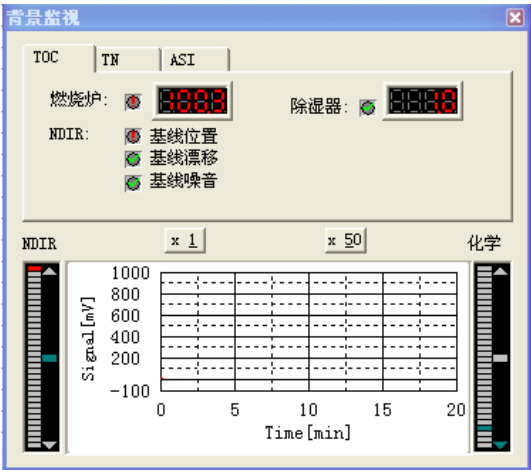 背景监视
TOC TN ASI
燃烧炉: 除湿器:
NDIR: 基线位置
基线漂移
基线噪音
NDIR x 1 x 50 化学
Signal[mV]
1000
800
600
400
200
-100
0 5 10 15 20
Time[min]